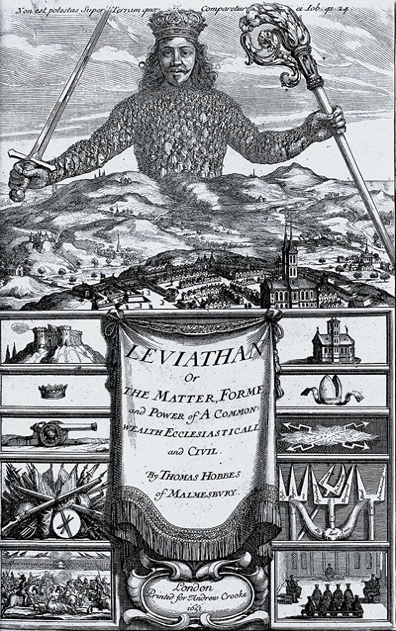 Non est potestas Super Terram quæ Comparetur ei Iob. 41. 24
LEVIATHAN
Or
THE MATTER, FORME
and POWER of A COMMON
WEALTH ECCLESIASTICALL
and CIVIL.
By THOMAS HOBBES
of MALMESBURY.
London
Printed for Andrew Crooke
1651